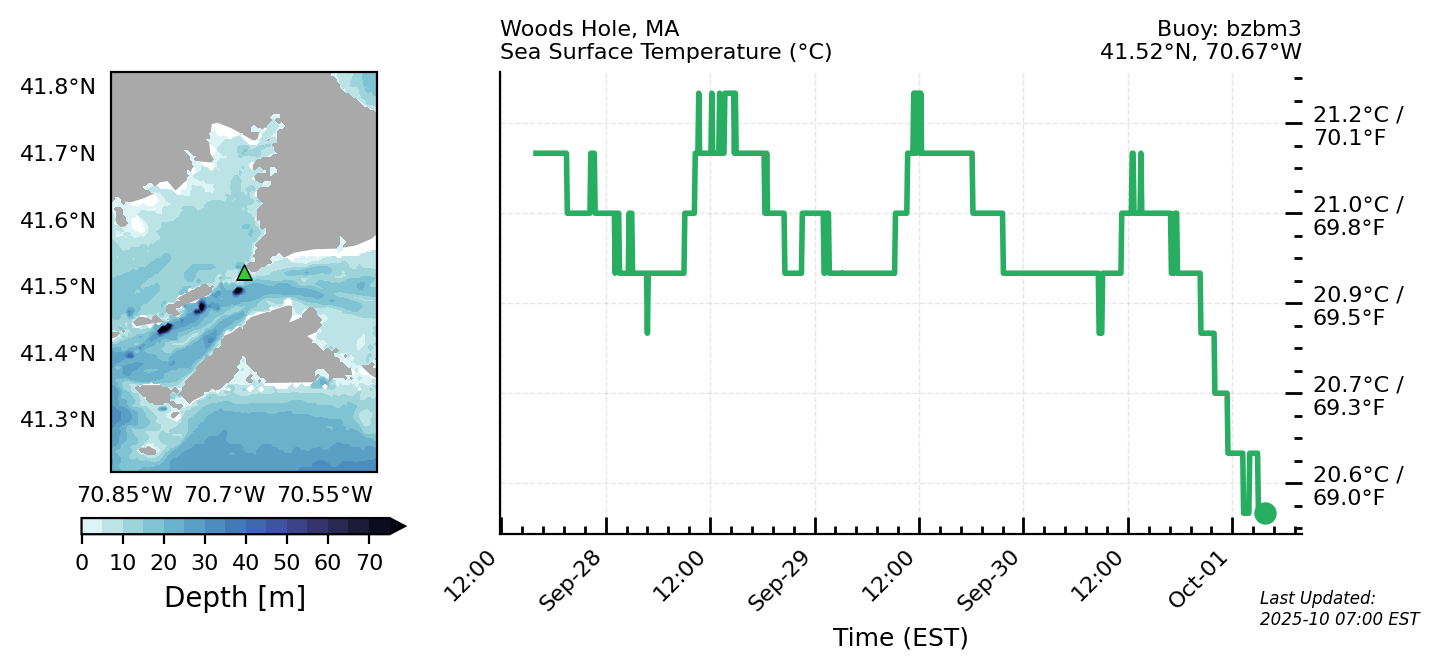 Woods Hole, MA
Sea Surface Temperature (°C)
Buoy: bzbm3
41.52°N, 70.67°W
41.8°N
41.7°N
41.6°N
41.5°N
41.4°N
41.3°N
70.85°W 70.7°W 70.55°W
0 10 20 30 40 50 60 70
Depth [m]
21.2°C /
70.1°F
21.0°C /
69.8°F
20.9°C /
69.5°F
20.7°C /
69.3°F
20.6°C /
69.0°F
12:00
Sep-28
12:00
Sep-29
12:00
Sep-30
12:00
Oct-01
Time (EST)
Last Updated:
2025-10 07:00 EST